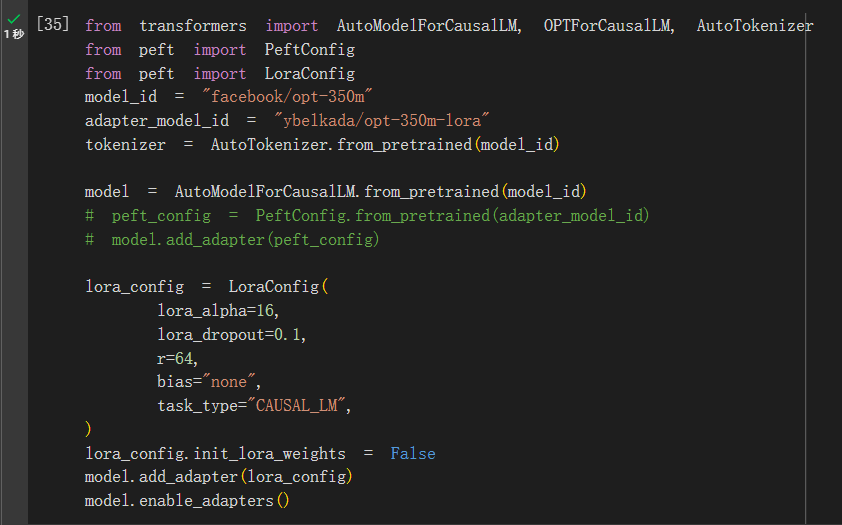 [35] from transformers import AutoModelForCausalLM, OPTForCausalLM, AutoTokenizer
1 秒
from peft import PeftConfig
from peft import LoraConfig
model_id = "facebook/opt-350m"
adapter_model_id = "ybelkada/opt-350m-lora"
tokenizer = AutoTokenizer.from_pretrained(model_id)

model = AutoModelForCausalLM.from_pretrained(model_id)
# peft_config = PeftConfig.from_pretrained(adapter_model_id)
# model.add_adapter(peft_config)

lora_config = LoraConfig(
        lora_alpha=16,
        lora_dropout=0.1,
        r=64,
        bias="none",
        task_type="CAUSAL_LM",
)
lora_config.init_lora_weights = False
model.add_adapter(lora_config)
model.enable_adapters()